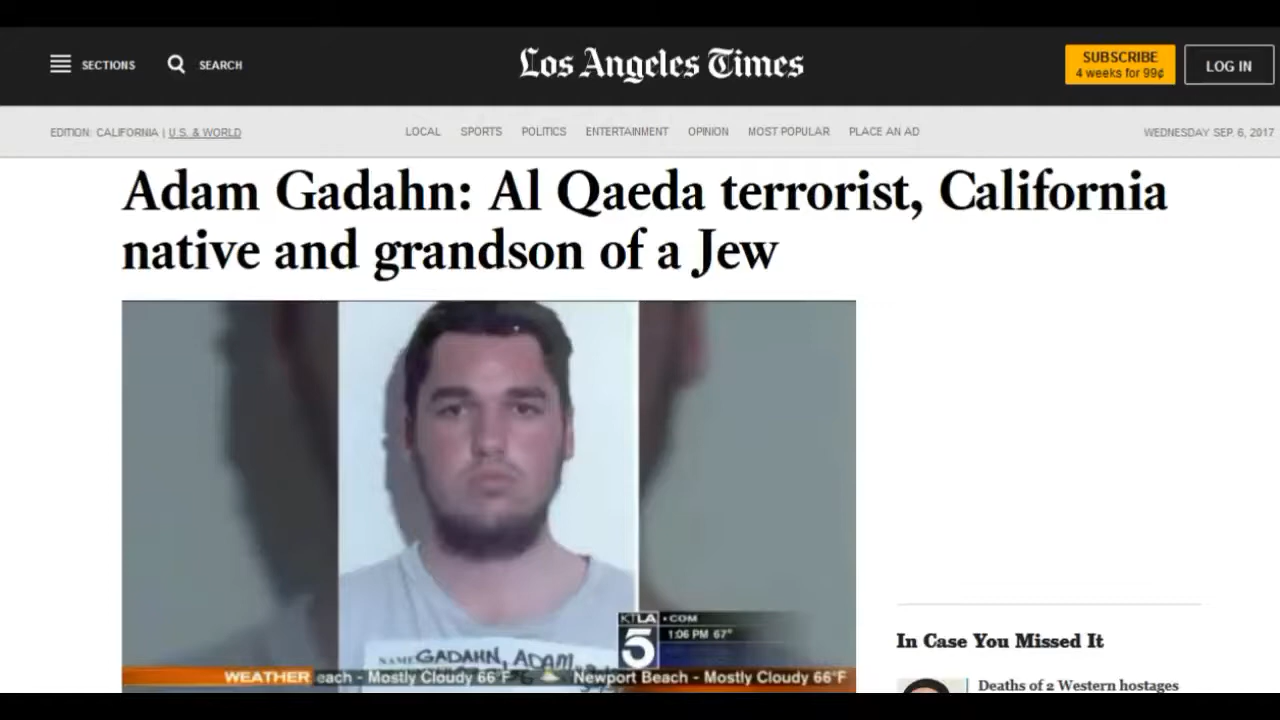 SECTIONS
SEARCH
Los Angeles Times
SUBSCRIBE
4 weeks for 99¢
LOG IN
EDITION: CALIFORNIA | U.S. & WORLD
LOCAL SPORTS POLITICS ENTERTAINMENT OPINION MOST POPULAR PLACE AN AD
WEDNESDAY SEP. 6, 2017
Adam Gadahn: Al Qaeda terrorist, California
native and grandson of a Jew
KTLA.COM
5
1:06 PM 67°
NAME GADAHN, ADAM
WEATHER each - Mostly Cloudy 66°F Newport Beach - Mostly Cloudy 66°F
In Case You Missed It
Deaths of 2 Western hostages